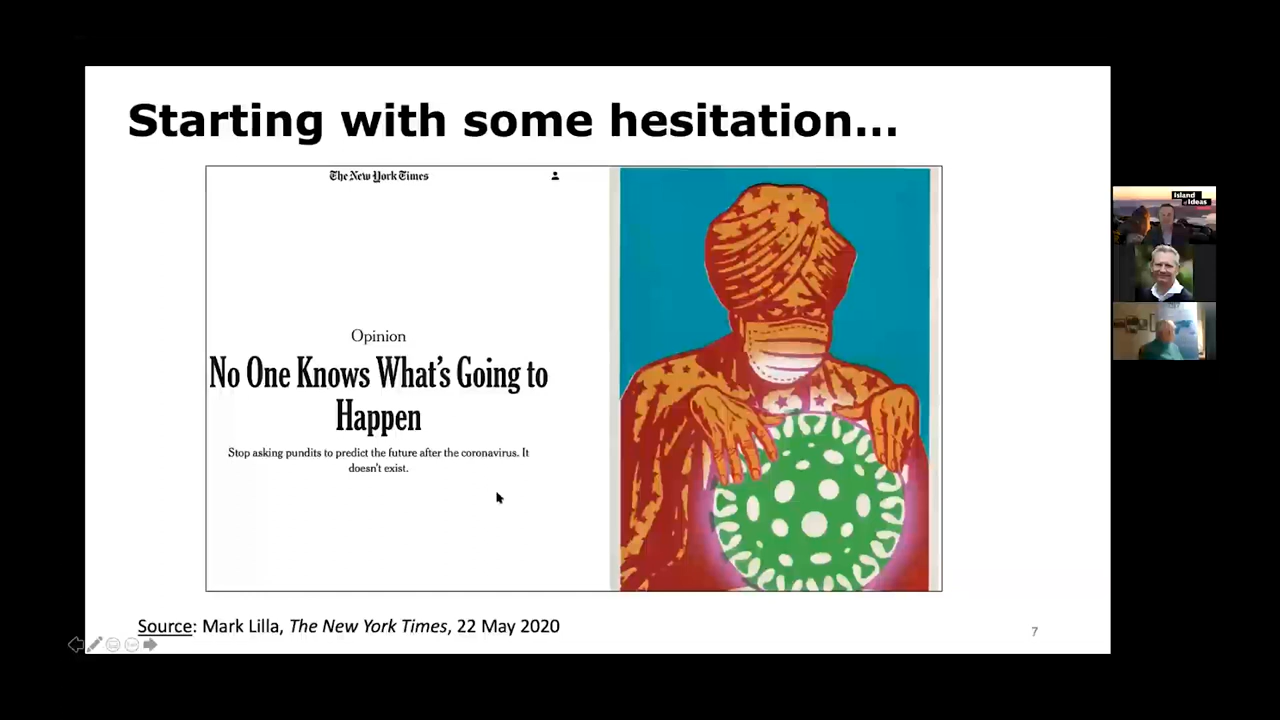 Starting with some hesitation...
The New York Times
Opinion
No One Knows What's Going to
Happen
Stop asking pundits to predict the future after the coronavirus. It
doesn't exist.
Source: Mark Lilla, The New York Times, 22 May 2020
7
Island
of Ideas